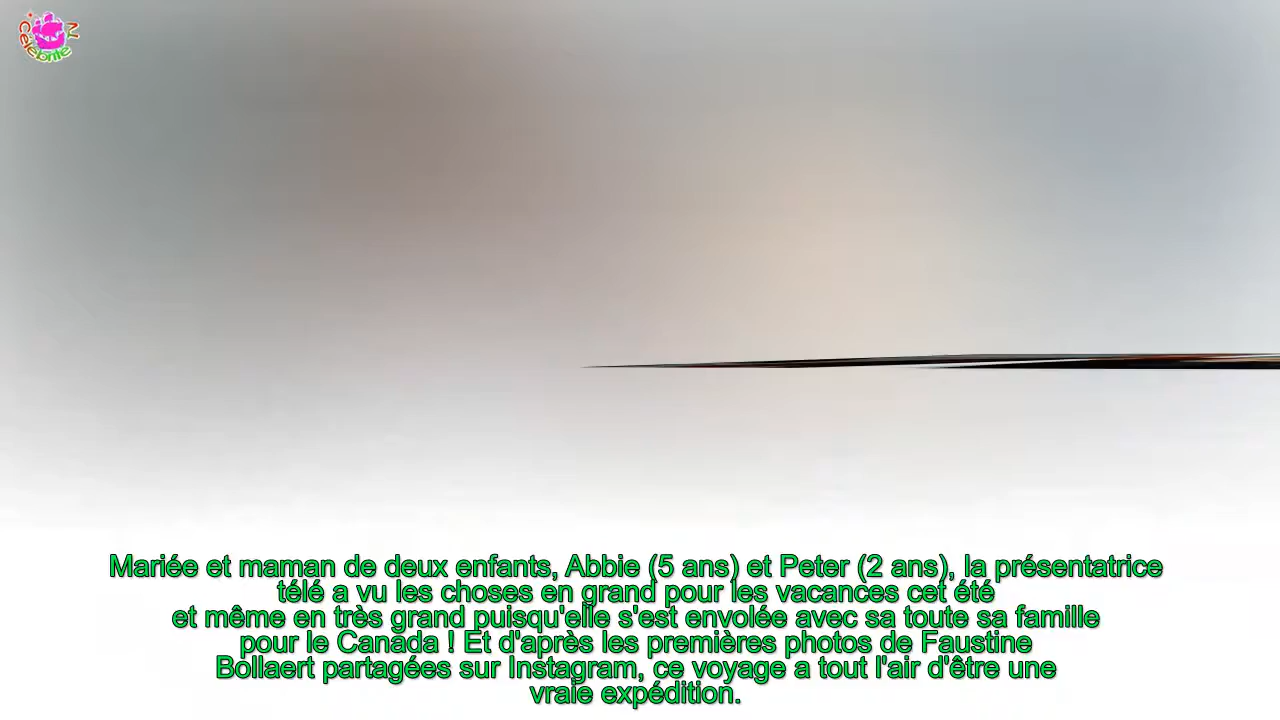 Célébrité N
Mariée et maman de deux enfants, Abbie (5 ans) et Peter (2 ans), la présentatrice
télé a vu les choses en grand pour les vacances cet été
et même en très grand puisqu'elle s'est envolée avec sa toute sa famille
pour le Canada ! Et d'après les premières photos de Faustine
Bollaert partagées sur Instagram, ce voyage a tout l'air d'être une
vraie expédition.